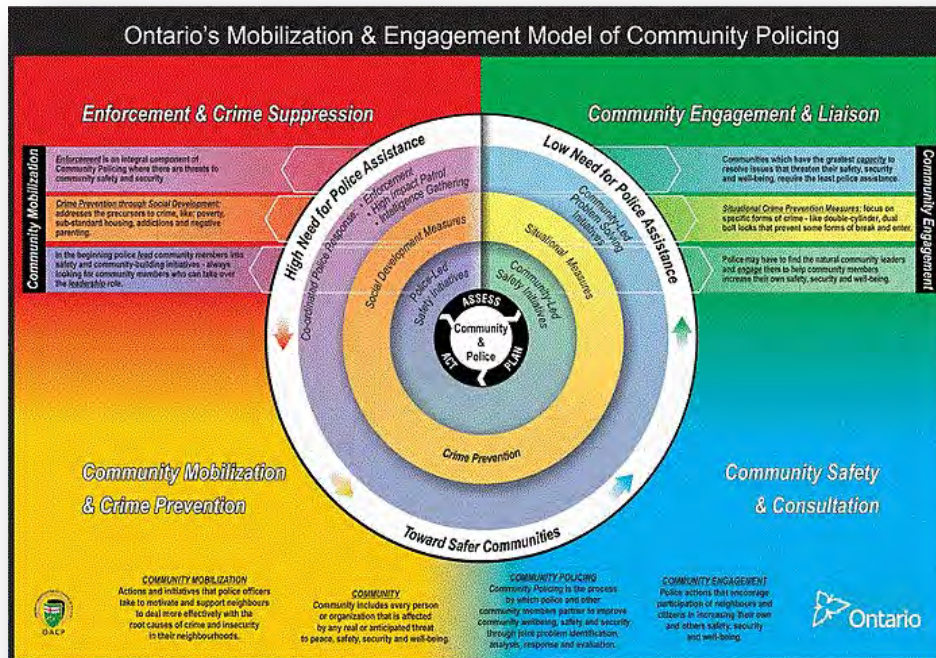 Ontario's Mobilization & Engagement Model of Community Policing
Enforcement & Crime Suppression
Community Engagement & Liaison
Community Mobilization
Enforcement is an integral component of
Community Policing where there are threats
to community safety and security
Crime Prevention through Social Development:
addresses the precursors to crime, like: poverty,
sub-standard housing, addictions and negative
parenting.
In the beginning police lead community members into
safety and community-building initiatives - always
looking for community members who can take over
the leadership role.
High Need for Police Assistance
Low Need for Police Assistance
Co-ordinated Police Response:
• Enforcement
• High Impact Patrol
• Intelligence Gathering
Social Development Measures
Police-Led
Safety Initiatives
Community-Led
Problem Solving
Initiatives
Situational Measures
Community-Led
Safety Initiatives
ASSESS
PLAN
ACT
Community
&
Police
Crime Prevention
Toward Safer Communities
Communities which have the greatest capacity to
resolve issues that threaten their safety, security
and well-being, require the least police assistance.
Situational Crime Prevention Measures: focus on
specific forms of crime - like double-cylinder, dual
bolt locks that prevent some forms of break and enter.
Police may have to find the natural community leaders
and engage them to help community members
increase their own safety, security and well-being.
Community Engagement
Community Mobilization
& Crime Prevention
Community Safety
& Consultation
OACP
COMMUNITY MOBILIZATION
Actions and initiatives that police officers
take to motivate and support neighbours
to deal more effectively with the
root causes of crime and insecurity
in their neighbourhoods.
COMMUNITY
Community includes every person
or organization that is affected
by any real or anticipated threat
to peace, safety, security and well-being.
COMMUNITY POLICING
Community Policing is the process
by which police and other
community members partner to improve
community wellbeing, safety and security
through joint problem identification,
analysis, response and evaluation.
COMMUNITY ENGAGEMENT
Police actions that encourage
participation of neighbours and
citizens in increasing their own
and others safety, security
and well-being.
Ontario